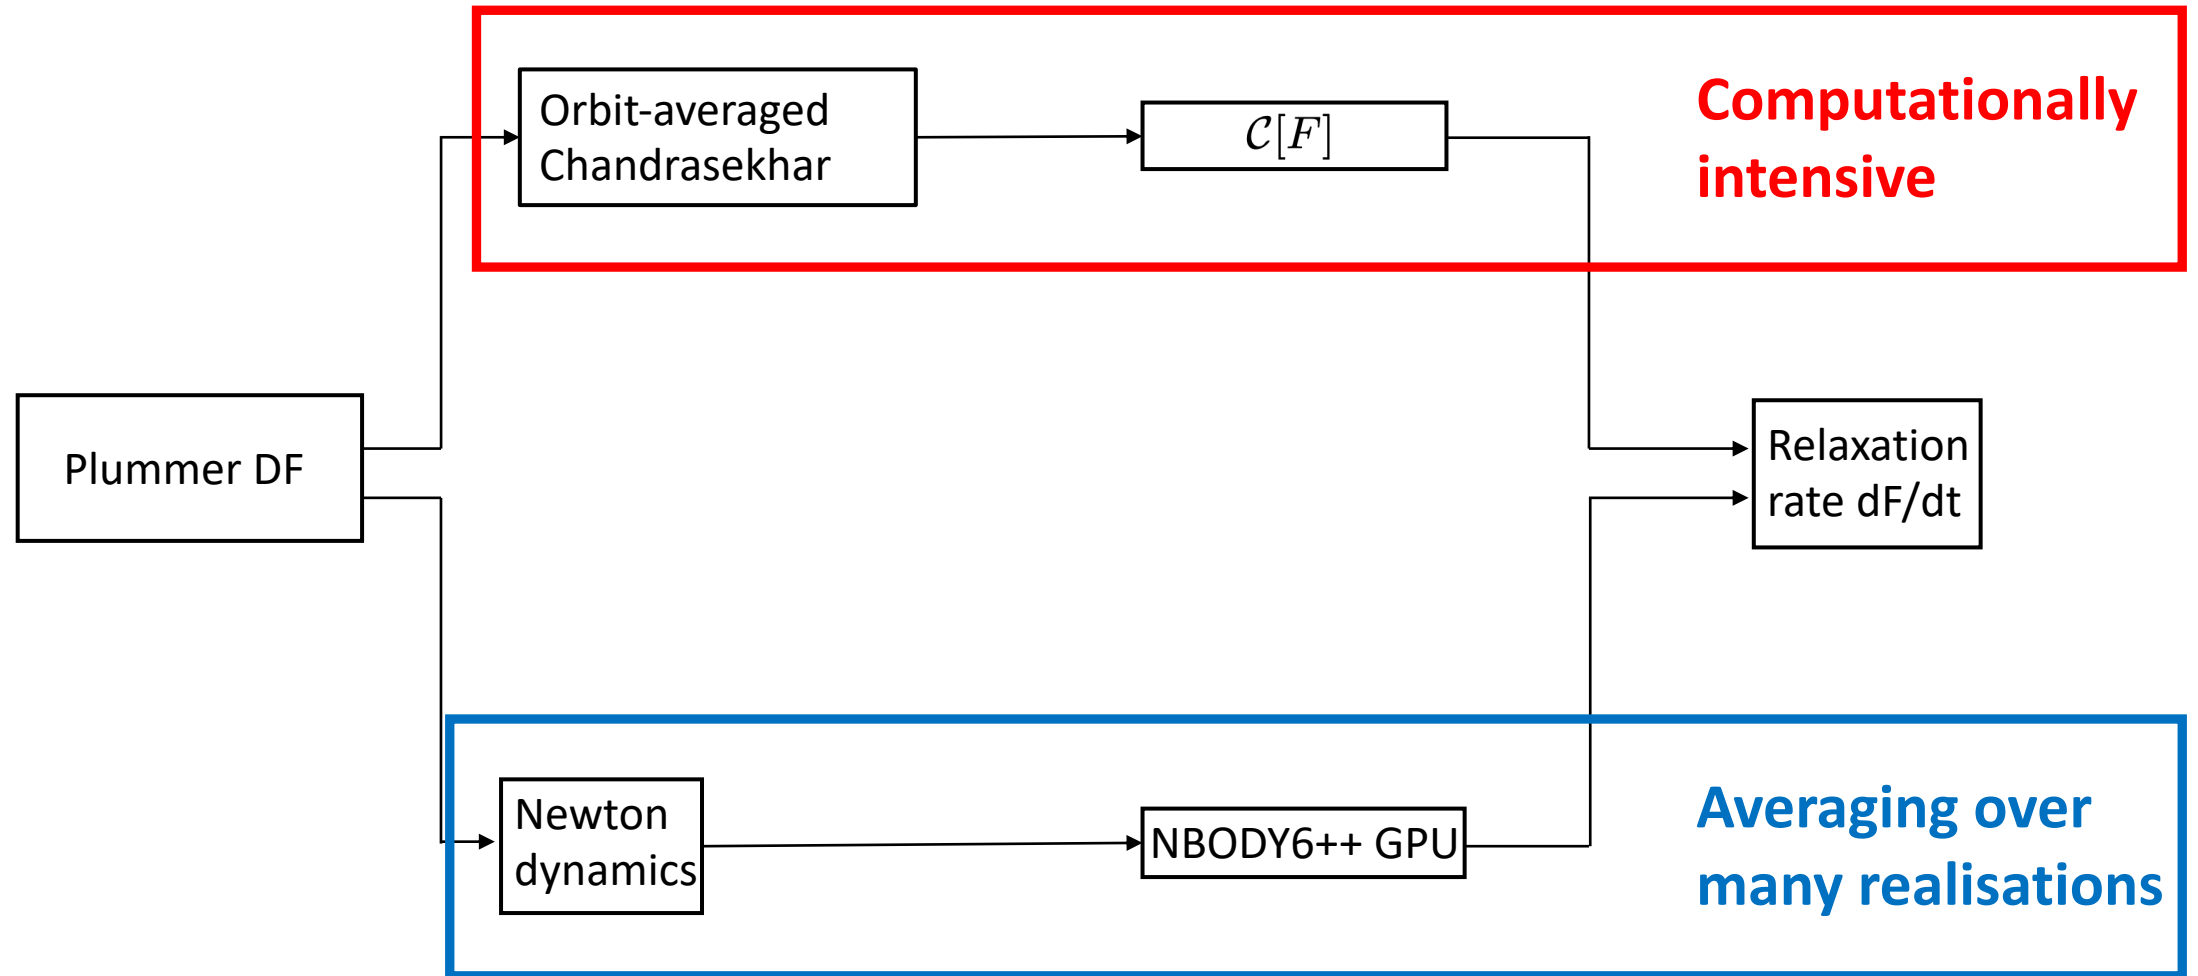 Orbit-averaged
Chandrasekhar
𝒞[F]
Computationally
intensive
Plummer DF
Relaxation
rate dF/dt
Newton
dynamics
NBODY6++ GPU
Averaging over
many realisations